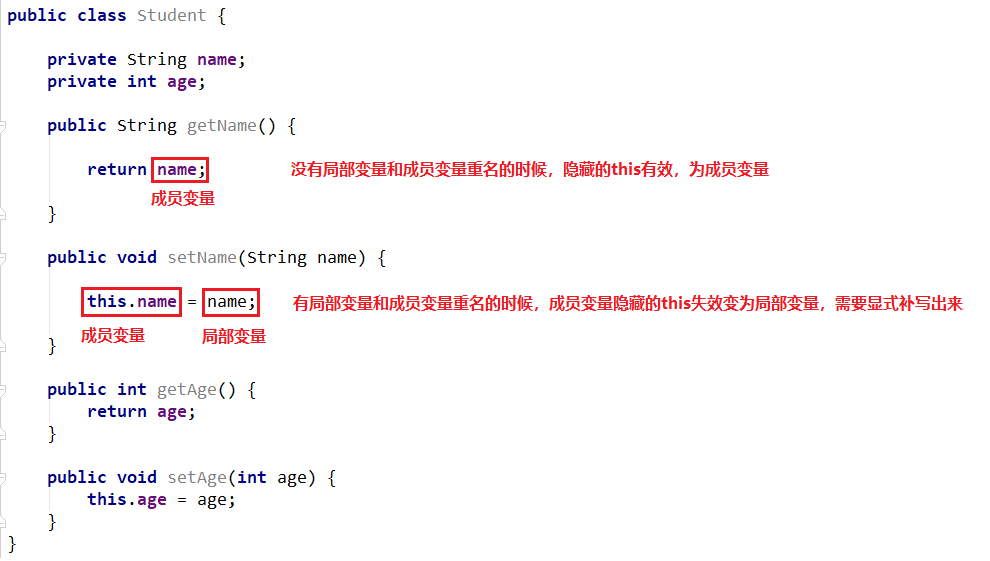 public class Student {
private String name;
private int age;
public String getName() {
return name; 没有局部变量和成员变量重名的时候，隐藏的this有效，为成员变量
成员变量
}
public void setName(String name) {
this.name = name; 有局部变量和成员变量重名的时候，成员变量隐藏的this失效变为局部变量，需要显式补写出来
成员变量 局部变量
}
public int getAge() {
return age;
}
public void setAge(int age) {
this.age = age;
}
}